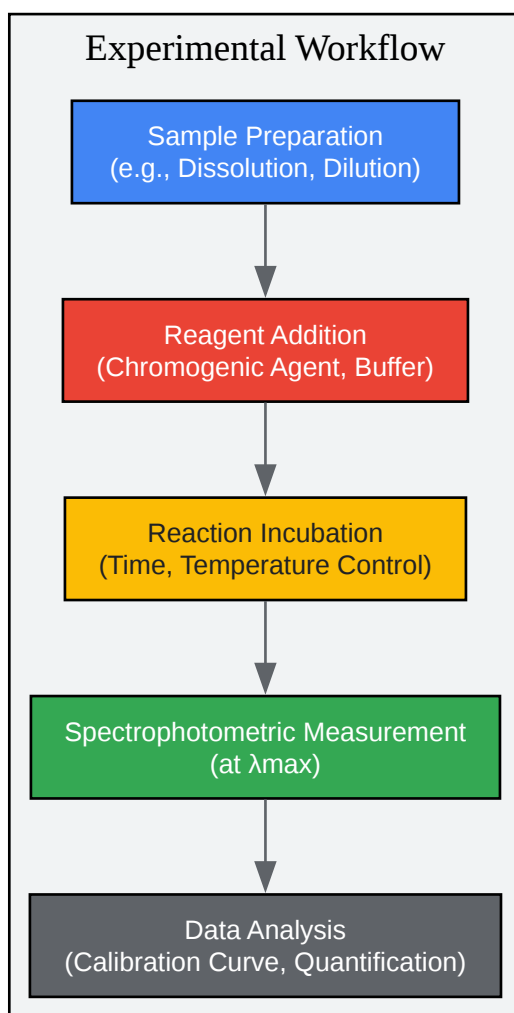 Experimental Workflow
Sample Preparation
(e.g., Dissolution, Dilution)
Reagent Addition
(Chromogenic Agent, Buffer)
Reaction Incubation
(Time, Temperature Control)
Spectrophotometric Measurement
(at λmax)
Data Analysis
(Calibration Curve, Quantification)